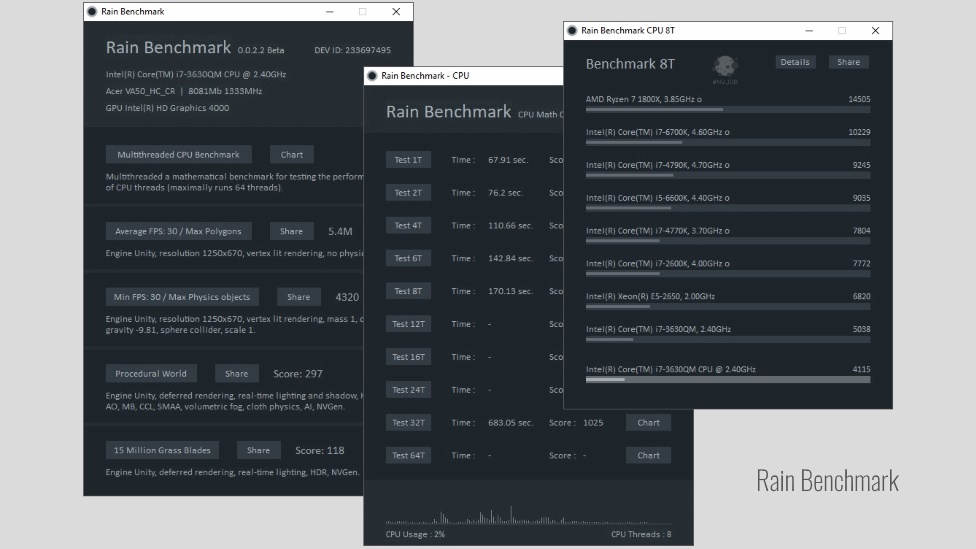 Rain Benchmark
Rain Benchmark 0.0.2.2 Beta DEV ID: 233697495
Intel(R) Core(TM) i7-3630QM CPU @ 2.40GHz
Acer VA50_HC_CR | 8081Mb 1333MHz
GPU Intel(R) HD Graphics 4000
Multithreaded CPU Benchmark Chart
Multithreaded a mathematical benchmark for testing the perform
of CPU threads (maximally runs 64 threads).
Average FPS: 30 / Max Polygons Share 5.4M
Engine Unity, resolution 1250x670, vertex lit rendering, no physic
Min FPS: 30 / Max Physics objects Share 4320
Engine Unity, resolution 1250x670, vertex lit rendering, mass 1, d
gravity -9.81, sphere collider, scale 1.
Procedural World Share Score: 297
Engine Unity, deferred rendering, real-time lighting and shadow, H
AO, MB, CCL, SMAA, volumetric fog, cloth physics, AI, NVGen.
15 Million Grass Blades Share Score: 118
Engine Unity, deferred rendering, real-time lighting, HDR, NVGen.
Rain Benchmark - CPU
Rain Benchmark CPU Math C
Test 1T Time : 67.91 sec. Sco
Test 2T Time : 76.2 sec. Sco
Test 4T Time : 110.66 sec. Sco
Test 6T Time : 142.84 sec. Sco
Test 8T Time : 170.13 sec. Sco
Test 12T Time : - Sco
Test 16T Time : - Sco
Test 24T Time : - Sco
Test 32T Time : 683.05 sec. Score : 1025 Chart
Test 64T Time : - Score : - Chart
CPU Usage : 2% CPU Threads : 8
Rain Benchmark CPU 8T
Benchmark 8T #NVJOB Details Share
AMD Ryzen 7 1800X, 3.85GHz o 14505
Intel(R) Core(TM) i7-6700K, 4.60GHz o 10229
Intel(R) Core(TM) i7-4790K, 4.70GHz o 9245
Intel(R) Core(TM) i5-6600K, 4.40GHz o 9035
Intel(R) Core(TM) i7-4770K, 3.70GHz o 7804
Intel(R) Core(TM) i7-2600K, 4.00GHz o 7772
Intel(R) Xeon(R) E5-2650, 2.00GHz 6820
Intel(R) Core(TM) i7-3630QM, 2.40GHz 5038
Intel(R) Core(TM) i7-3630QM CPU @ 2.40GHz 4115
Rain Benchmark